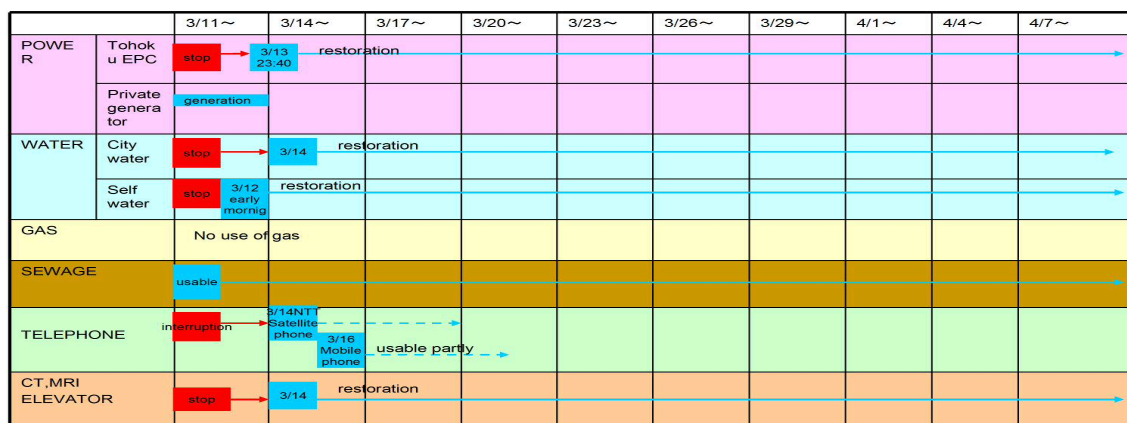 3/11～ 3/14～ 3/17～ 3/20～ 3/23～ 3/26～ 3/29～ 4/1～ 4/4～ 4/7～
POWE
R
Tohok
u EPC
stop
3/13
23:40
restoration
Private
genera
tor
generation
WATER
City
water
stop
3/14
restoration
Self
water
stop
3/12
early
mornig
restoration
GAS
No use of gas
SEWAGE
usable
TELEPHONE
interruption
3/14NTT
Satellite
phone
3/16
Mobile
phone
usable partly
CT,MRI
ELEVATOR
stop
3/14
restoration